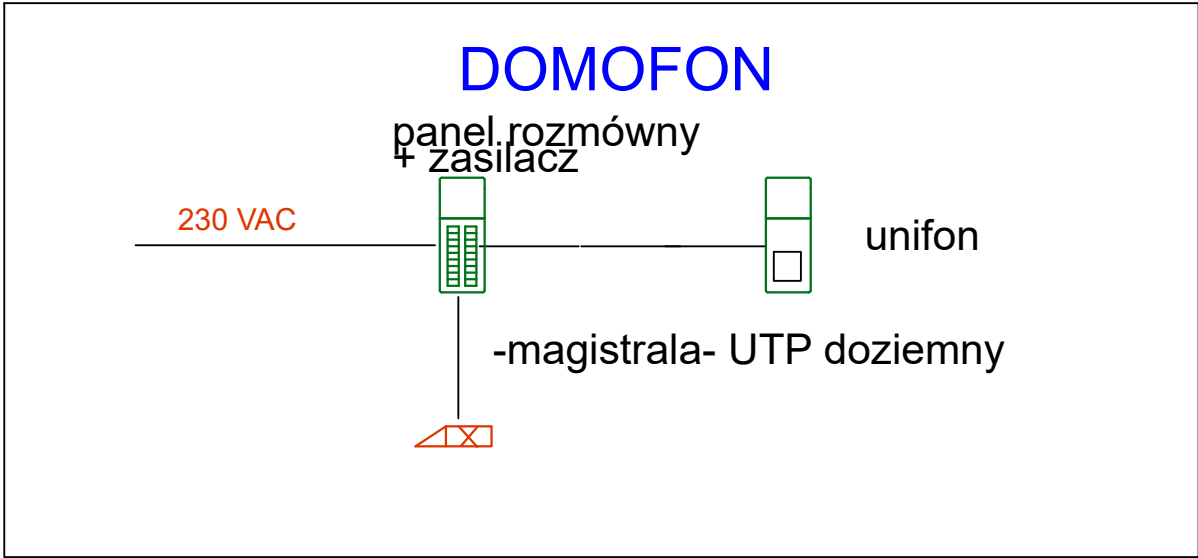 DOMOFON
panel rozmówny
+ zasilacz
230 VAC
unifon
-magistrala- UTP doziemny